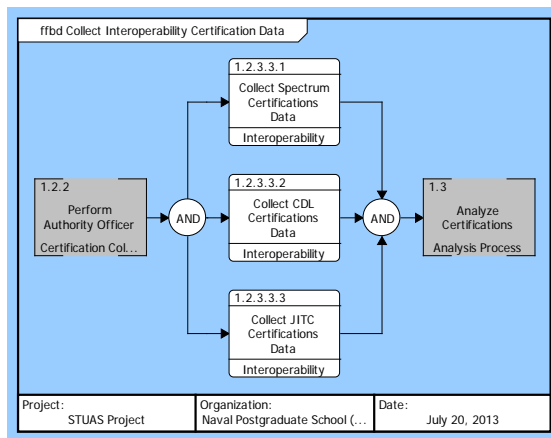 ffbd Collect Interoperability Certification Data
1.2.3.3.1
Collect Spectrum
Certifications
Data
Interoperability
1.2.2
Perform
Authority Officer
Certification Col...
AND
1.2.3.3.2
Collect CDL
Certifications
Data
Interoperability
AND
1.3
Analyze
Certifications
Analysis Process
1.2.3.3.3
Collect JITC
Certifications
Data
Interoperability
Project:
STUAS Project
Organization:
Naval Postgraduate School (...
Date:
July 20, 2013